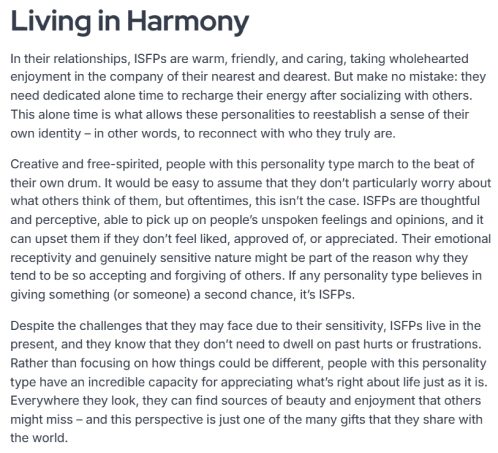 Living in Harmony
In their relationships, ISFPs are warm, friendly, and caring, taking wholehearted
enjoyment in the company of their nearest and dearest. But make no mistake: they
need dedicated alone time to recharge their energy after socializing with others.
This alone time is what allows these personalities to reestablish a sense of their
own identity – in other words, to reconnect with who they truly are.
Creative and free-spirited, people with this personality type march to the beat of
their own drum. It would be easy to assume that they don't particularly worry about
what others think of them, but oftentimes, this isn't the case. ISFPs are thoughtful
and perceptive, able to pick up on people's unspoken feelings and opinions, and it
can upset them if they don't feel liked, approved of, or appreciated. Their emotional
receptivity and genuinely sensitive nature might be part of the reason why they
tend to be so accepting and forgiving of others. If any personality type believes in
giving something (or someone) a second chance, it's ISFPs.
Despite the challenges that they may face due to their sensitivity, ISFPs live in the
present, and they know that they don't need to dwell on past hurts or frustrations.
Rather than focusing on how things could be different, people with this personality
type have an incredible capacity for appreciating what's right about life just as it is.
Everywhere they look, they can find sources of beauty and enjoyment that others
might miss – and this perspective is just one of the many gifts that they share with
the world.